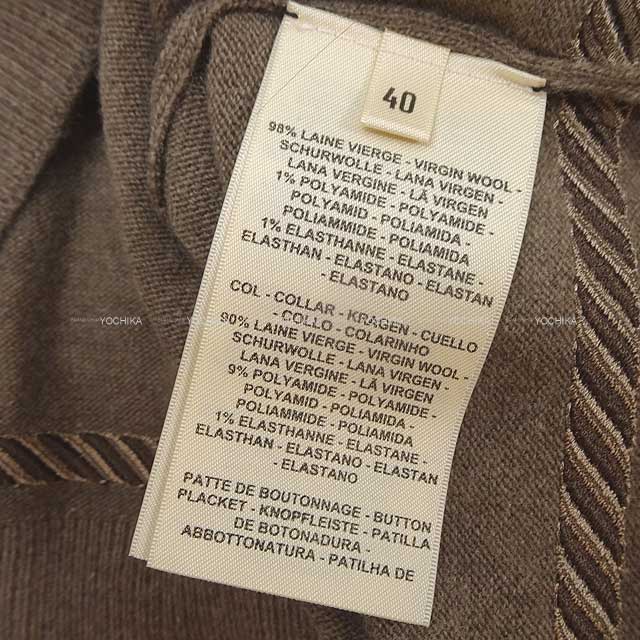 40
98% LAINE VIERGE - VIRGIN WOOL -
SCHURWOLLE - LANA VIRGEN -
LANA VERGINE - LÃ VIRGEN
1% POLYAMIDE - POLYAMIDE -
POLYAMID - POLIAMIDA -
POLIAMMIDE - POLIAMIDA
1% ELASTHANNE - ELASTANE -
ELASTHAN - ELASTANO - ELASTAN
- ELASTANO
COL - COLLAR - KRAGEN - CUELLO
- COLLO - COLARINHO
90% LAINE VIERGE - VIRGIN WOOL -
SCHURWOLLE - LANA VIRGEN -
LANA VERGINE - LÃ VIRGEN
9% POLYAMIDE - POLYAMIDE -
POLYAMID - POLIAMIDA -
POLIAMMIDE - POLIAMIDA
1% ELASTHANNE - ELASTANE -
ELASTHAN - ELASTANO - ELASTAN
- ELASTANO
PATTE DE BOUTONNAGE - BUTTON
PLACKET - KNOPFLEISTE - PATILLA
DE BOTONADURA -
ABBOTTONATURA - PATILHA DE
YOCHIKA
YOCHIKA